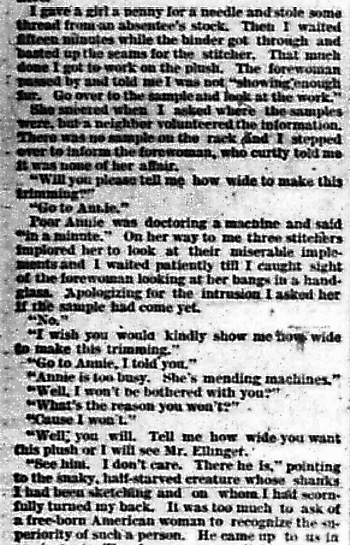 I gave a girl a penny for a needle and stole some
thread from an absentee's stock. Then I waited
fifteen minutes while the binder got through and
basted up the seams for the stitcher. That much
done I got to work on the plush. The forewoman
passed by and told me I was not "showing enough
fur. Go over to the sample and look at the work."
She sneered when I asked where the samples
were, but a neighbor volunteered the information.
There was no sample on the rack and I stepped
over to inform the forewoman, who curtly told me
it was none of her affair.
"Will you please tell me how wide to make this
trimming?"
"Go to Annie."
Poor Annie was doctoring a machine and said
"in a minute." On her way to me three stitchers
implored her to look at their miserable imple-
ments and I waited patiently till I caught sight
of the forewoman looking at her bangs in a hand-
glass. Apologizing for the intrusion I asked her
if the sample had come yet.
"No."
"I wish you would kindly show me how wide
to make this trimming."
"Go to Annie, I told you."
"Annie is too busy. She's mending machines."
"Well, I won't be bothered with you?"
"What's the reason you won't?"
"Cause I won't."
"Well, you will. Tell me how wide you want
this plush or I will see Mr. Ellinger."
"See him. I don't care. There he is," pointing
to the snaky, half-starved creature whose shanks
I had been sketching and on whom I had scorn-
fully turned my back. It was too much to ask of
a free-born American woman to recognize the su-
periority of such a person. He came up to us in